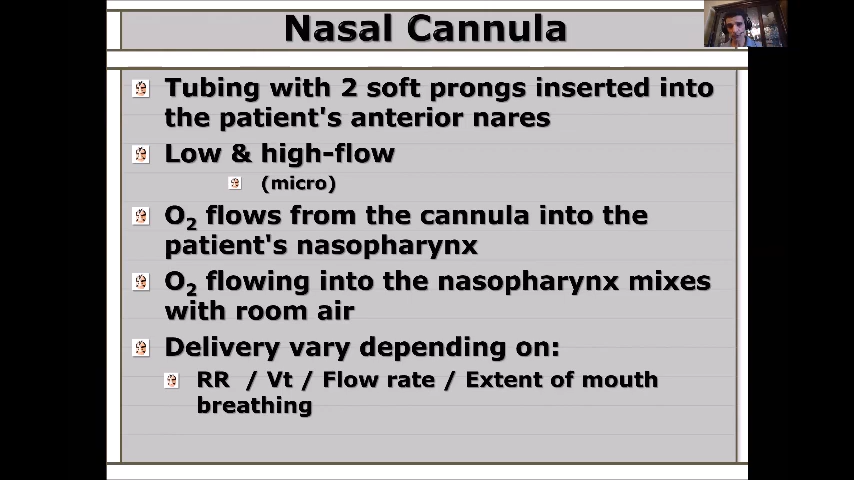 Nasal Cannula
Tubing with 2 soft prongs inserted into
the patient's anterior nares
Low & high-flow
(micro)
O2 flows from the cannula into the
patient's nasopharynx
O2 flowing into the nasopharynx mixes
with room air
Delivery vary depending on:
RR / Vt / Flow rate / Extent of mouth
breathing